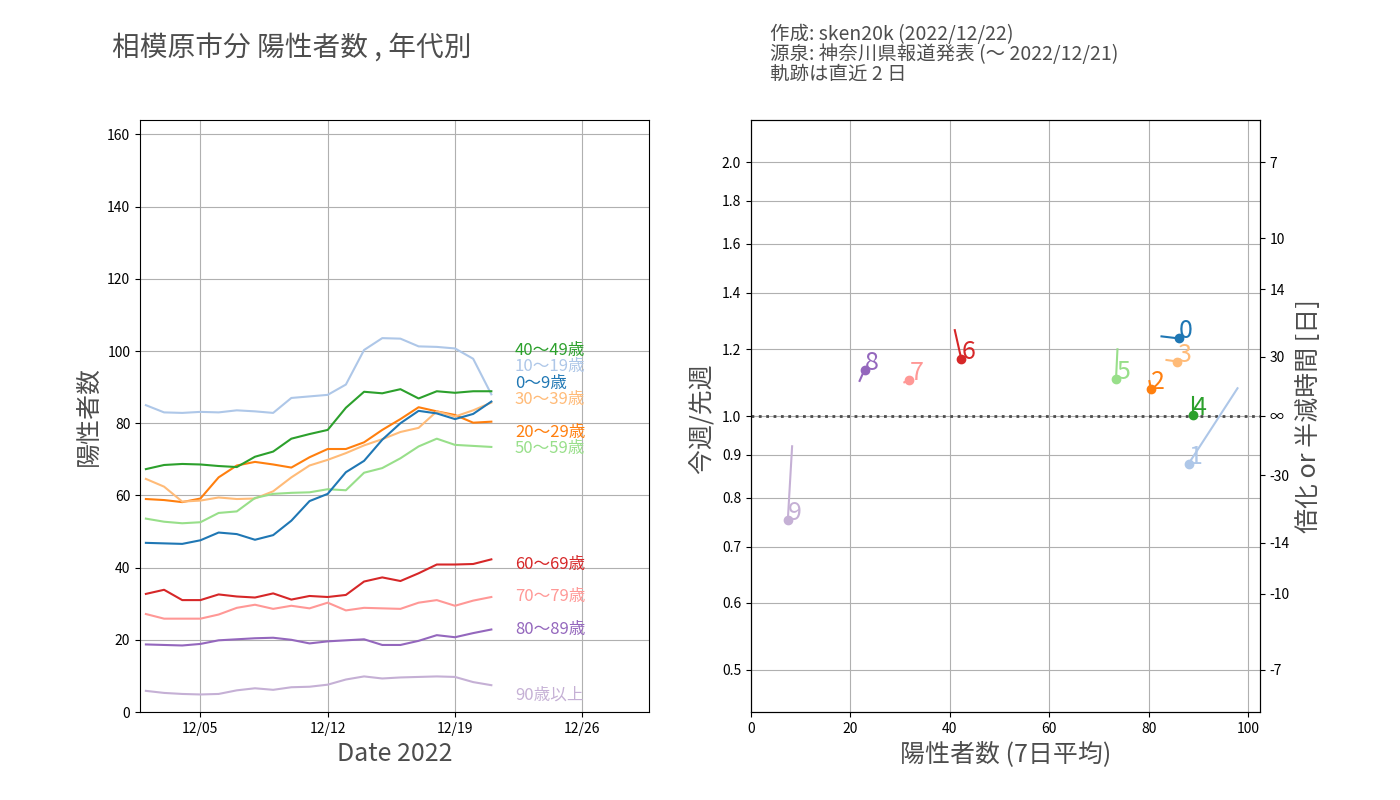 相模原市分 陽性者数 , 年代別
作成: sken20k (2022/12/22)
源泉: 神奈川県報道発表 (〜 2022/12/21)
軌跡は直近 2 日
陽性者数
160
140
120
100
80
60
40
20
0
40〜49歳
10〜19歳
0〜9歳
30〜39歳
20〜29歳
50〜59歳
60〜69歳
70〜79歳
80〜89歳
90歳以上
12/05
12/12
12/19
12/26
Date 2022
今週/先週
2.0
1.8
1.6
1.4
1.2
1.0
0.9
0.8
0.7
0.6
0.5
0
3
6
8
7
5
2
4
1
9
7
10
14
30
∞
-30
-14
-10
-7
倍化 or 半減時間 [日]
0
20
40
60
80
100
陽性者数 (7日平均)